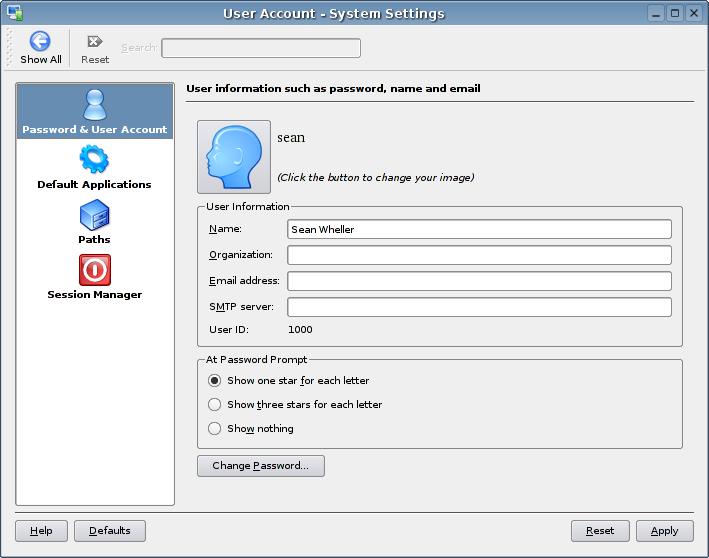 User Account - System Settings
Show All
Reset
Search:
User information such as password, name and email
Password & User Account
Default Applications
Paths
Session Manager
sean
(Click the button to change your image)
User Information
Name: Sean Wheller
Organization:
Email address:
SMTP server:
User ID: 1000
At Password Prompt
Show one star for each letter
Show three stars for each letter
Show nothing
Change Password...
Help
Defaults
Reset
Apply